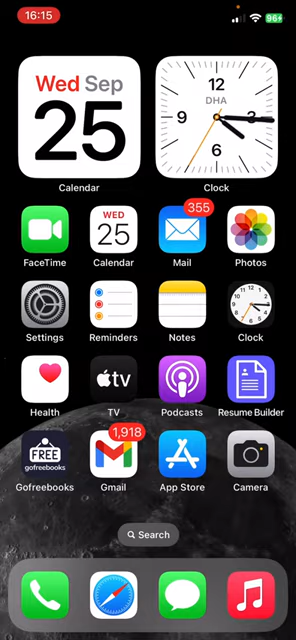 16:15
96
Wed Sep
25
12
DHA
9
3
6
Calendar
Clock
WED
25
355
FaceTime
Calendar
Mail
Photos
Settings
Reminders
Notes
Clock
tv
Health
TV
Podcasts
Resume Builder
FREE
gofreebooks
1,918
Gofreebooks
Gmail
App Store
Camera
Search